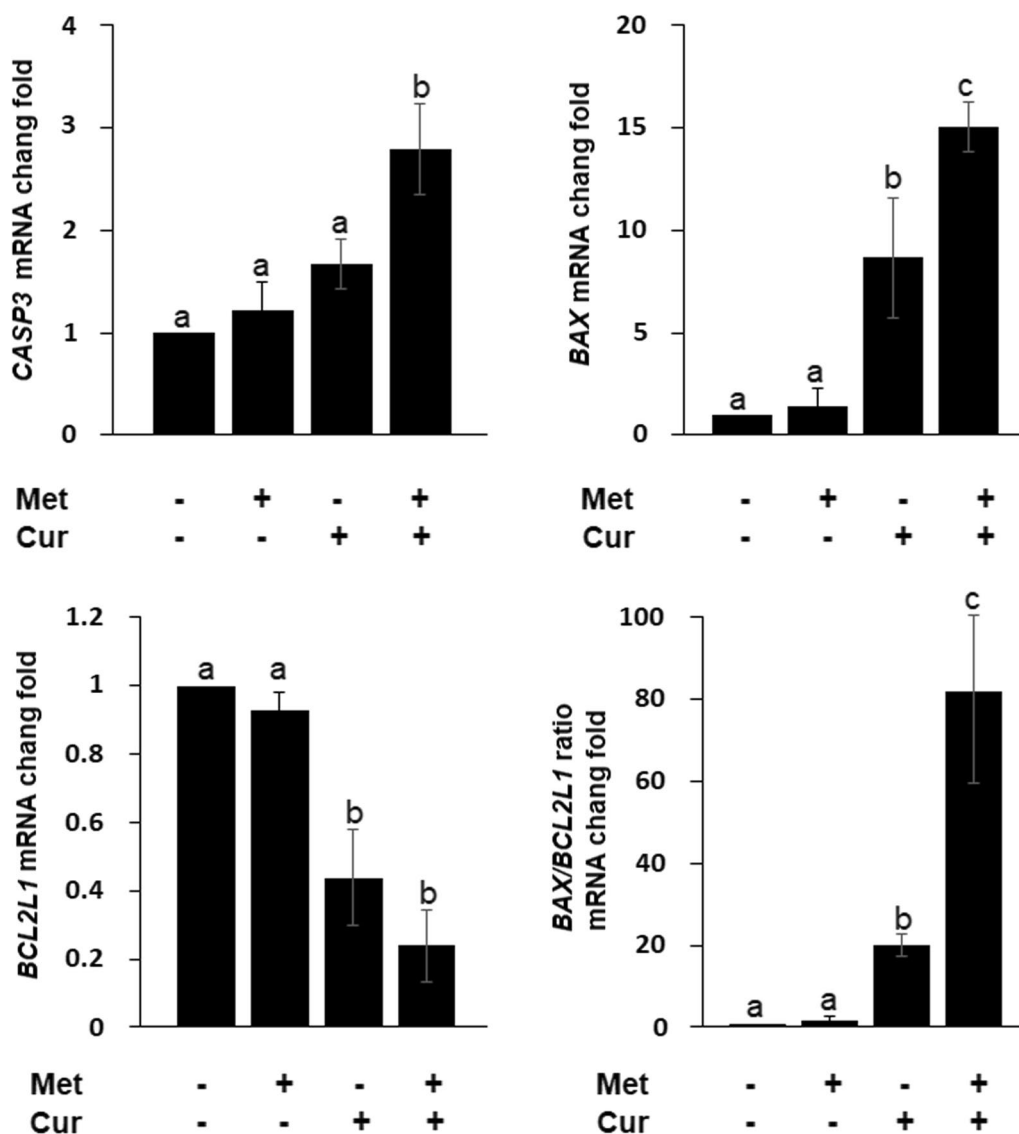 CASP3 mRNA chang fold
4
3
2
1
0
a
a
a
b
Met - + - +
Cur - - + +
BAX mRNA chang fold
20
15
10
5
0
a
a
b
c
Met - + - +
Cur - - + +
BCL2L1 mRNA chang fold
1.2
1
0.8
0.6
0.4
0.2
0
a
a
b
b
Met - + - +
Cur - - + +
BAX/BCL2L1 ratio
mRNA chang fold
100
80
60
40
20
0
a
a
b
c
Met - + - +
Cur - - + +